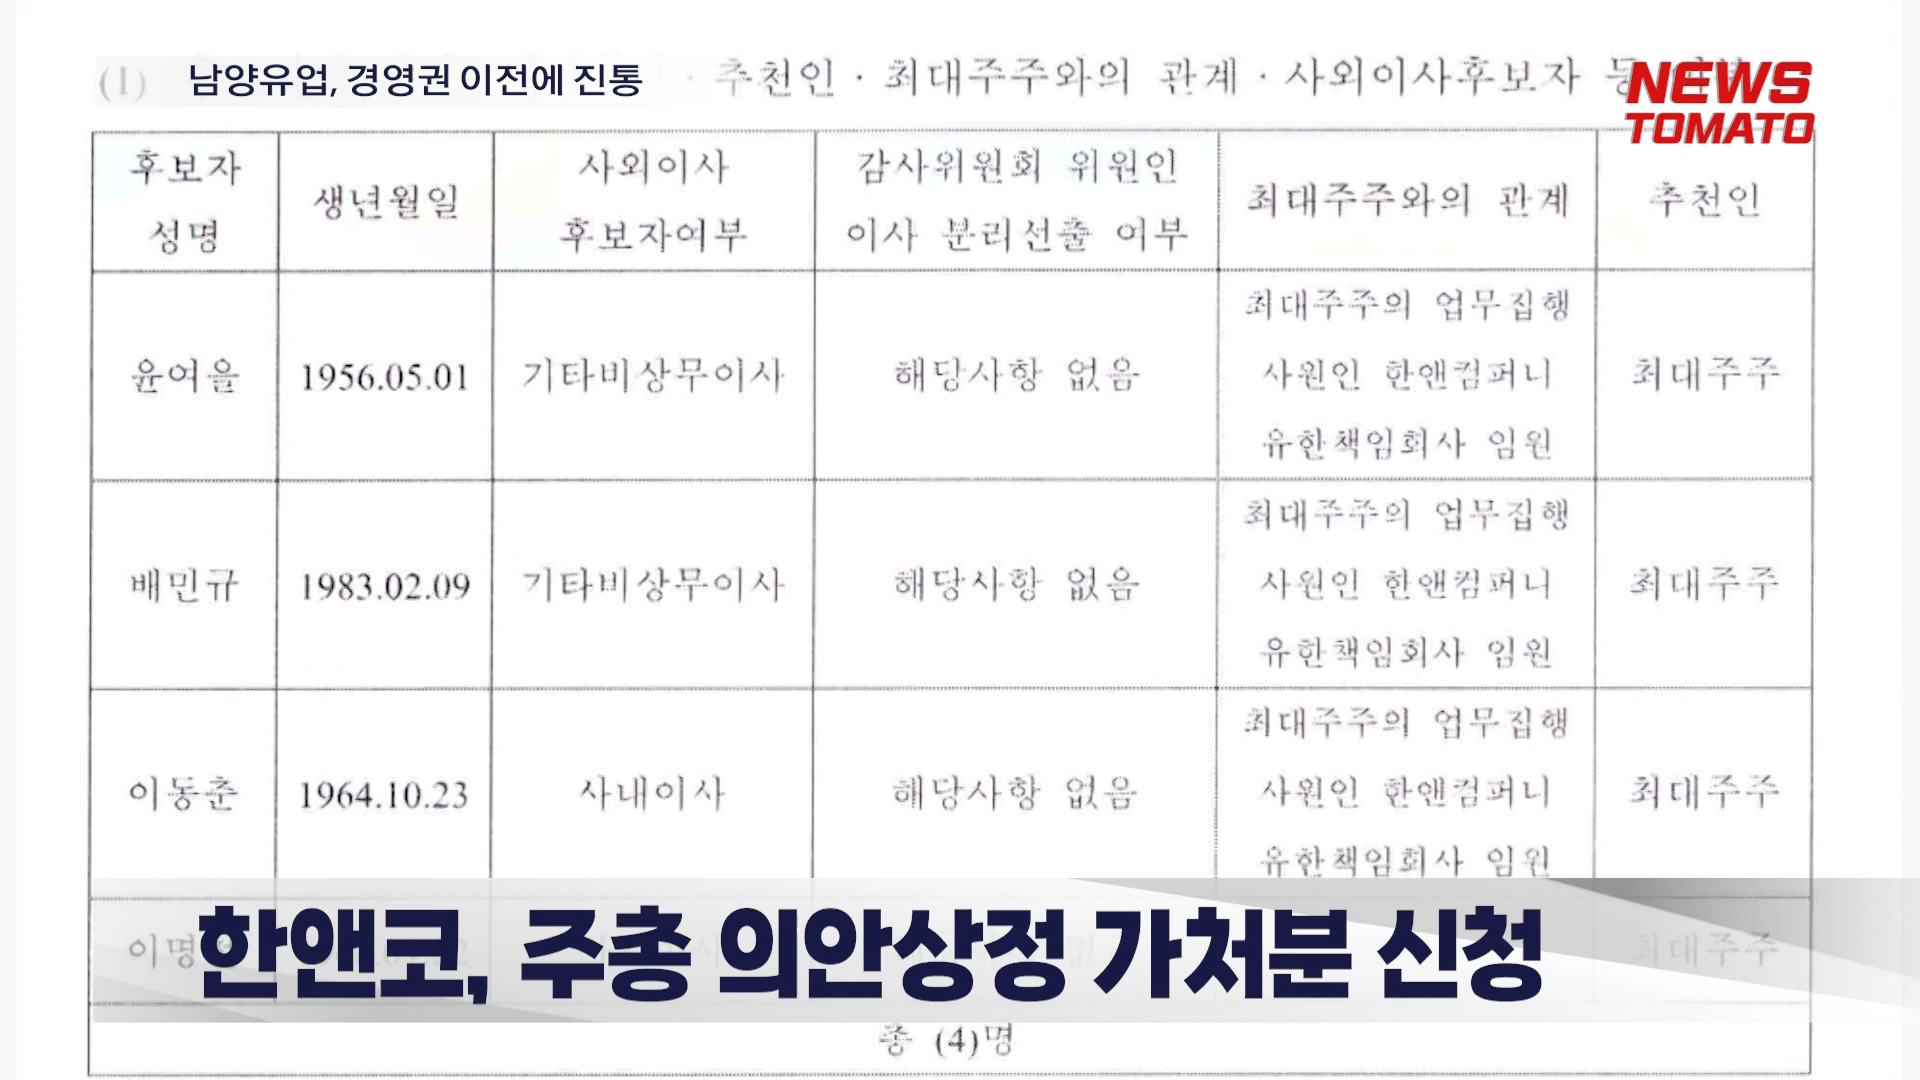 (1) 남양유업, 경영권 이전에 진통 · 추천인 · 최대주주와의 관계 · 사외이사후보자 등
NEWS
TOMATO
후보자 성명 생년월일 사외이사 후보자여부 감사위원회 위원인 이사 분리선출 여부 최대주주와의 관계 추천인
윤여을 1956.05.01 기타비상무이사 해당사항 없음 최대주주의 업무집행 사원인 한앤컴퍼니 유한책임회사 임원 최대주주
배민규 1983.02.09 기타비상무이사 해당사항 없음 최대주주의 업무집행 사원인 한앤컴퍼니 유한책임회사 임원 최대주주
이동춘 1964.10.23 사내이사 해당사항 없음 최대주주의 업무집행 사원인 한앤컴퍼니 유한책임회사 임원 최대주주
최대주주
한앤코, 주총 의안상정 가처분 신청
총 (4)명